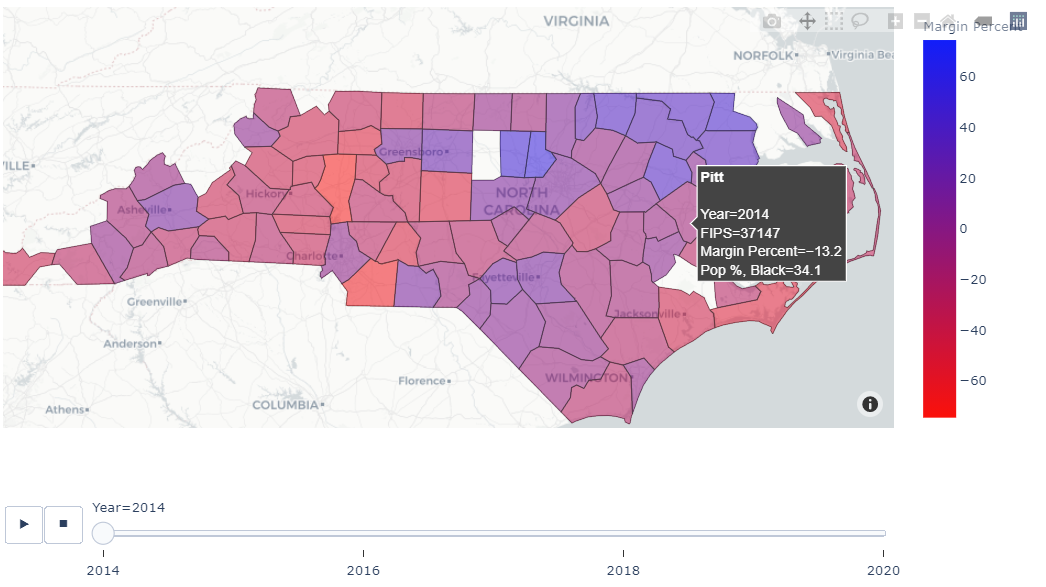 VIRGINIA
Margin Percent
NORFOLK
Virginia Bea
60
40
20
0
−20
−40
−60
VILLE
Greensboro
Hickory
NORTH
CAROLINA
Asheville
Charlotte
Fayetteville
Greenville
Jacksonville
Anderson
Florence
WILMINGTON
COLUMBIA
Athens
Pitt
Year=2014
FIPS=37147
Margin Percent=−13.2
Pop %, Black=34.1
i
Year=2014
2014
2016
2018
2020